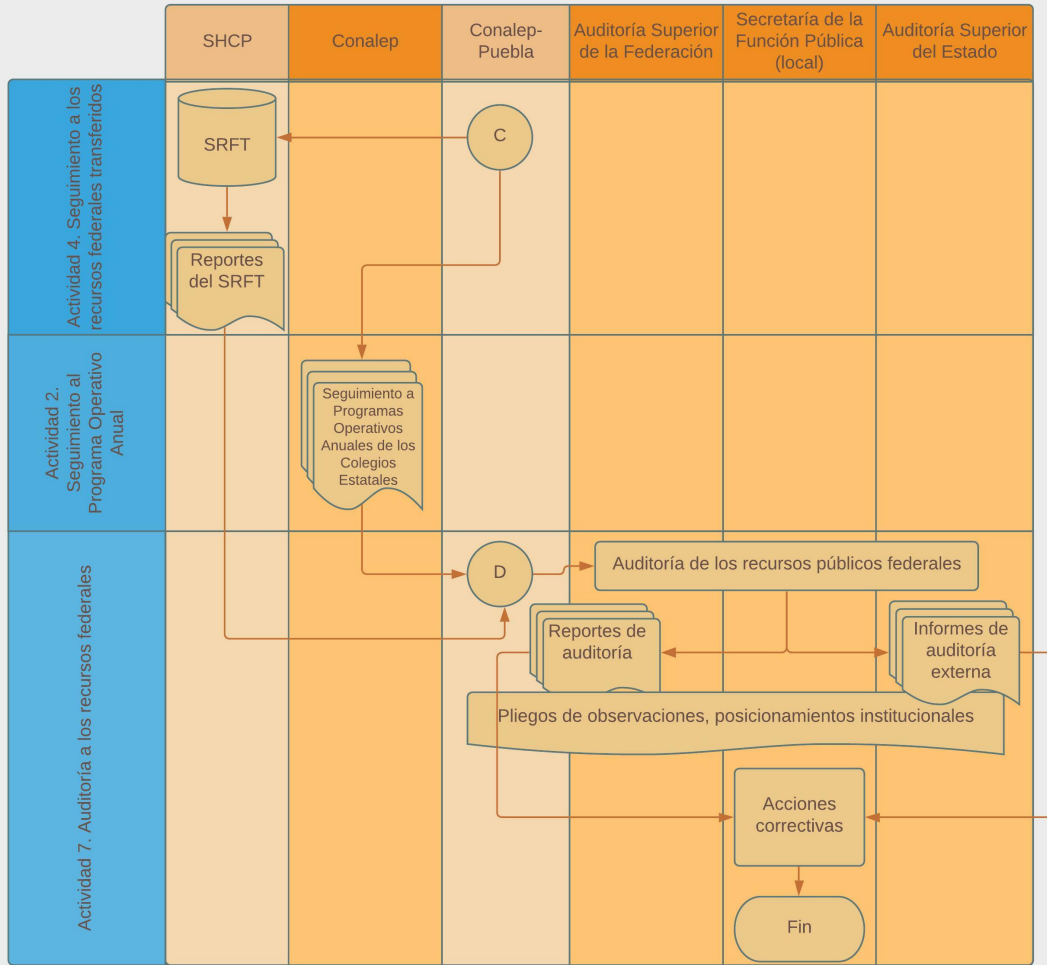 SHCP
Conalep
Conalep-
Puebla
Auditoría Superior
de la Federación
Secretaría de la
Función Pública
(local)
Auditoría Superior
del Estado
Actividad 4. Seguimiento a los
recursos federales transferidos
SRFT
C
Reportes
del SRFT
Actividad 2.
Seguimiento al
Programa Operativo
Anual
Seguimiento a
Programas
Operativos
Anuales de los
Colegios
Estatales
Actividad 7. Auditoría a los recursos federales
D
Auditoría de los recursos públicos federales
Reportes de
auditoría
Informes de
auditoría
externa
Pliegos de observaciones, posicionamientos institucionales
Acciones
correctivas
Fin